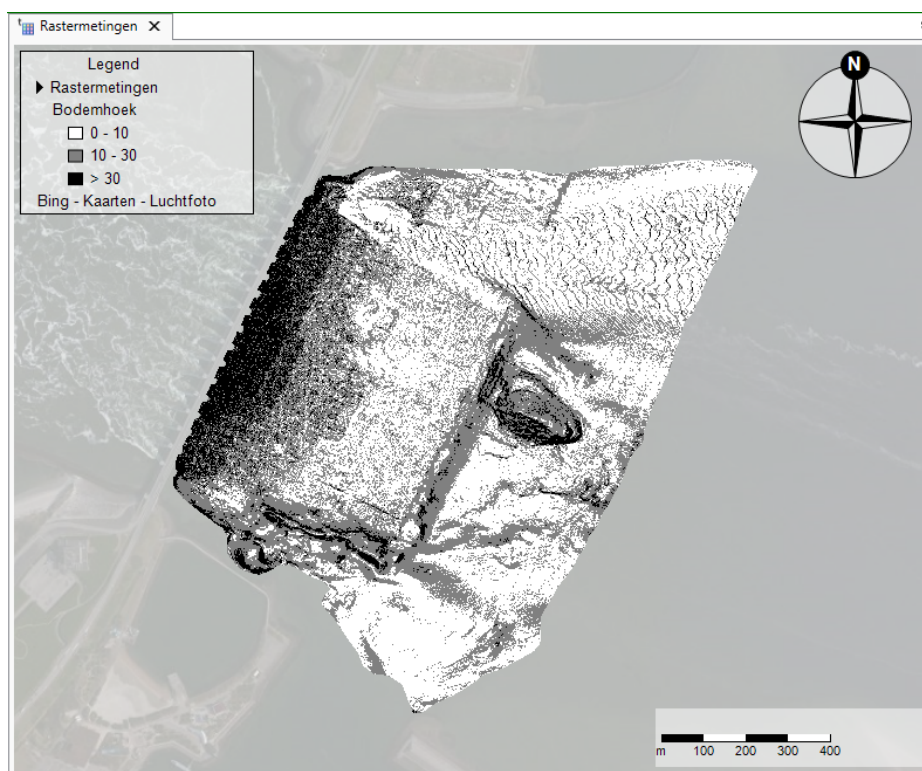 Rastermetingen
Legend
Rastermetingen
Bodemhoek
0 - 10
10 - 30
> 30
Bing - Kaarten - Luchtfoto
N
m 100 200 300 400